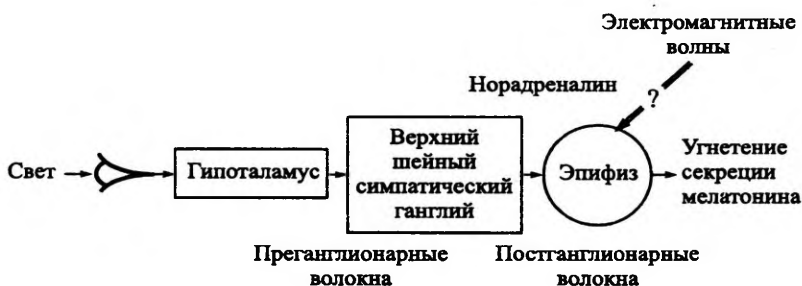 Электромагнитные
волны
Норадреналин
?
Свет
Гипоталамус
Верхний
шейный
симпатический
ганглий
Эпифиз
Угнетение
секреции
мелатонина
Преганглионарные
волокна
Постганглионарные
волокна